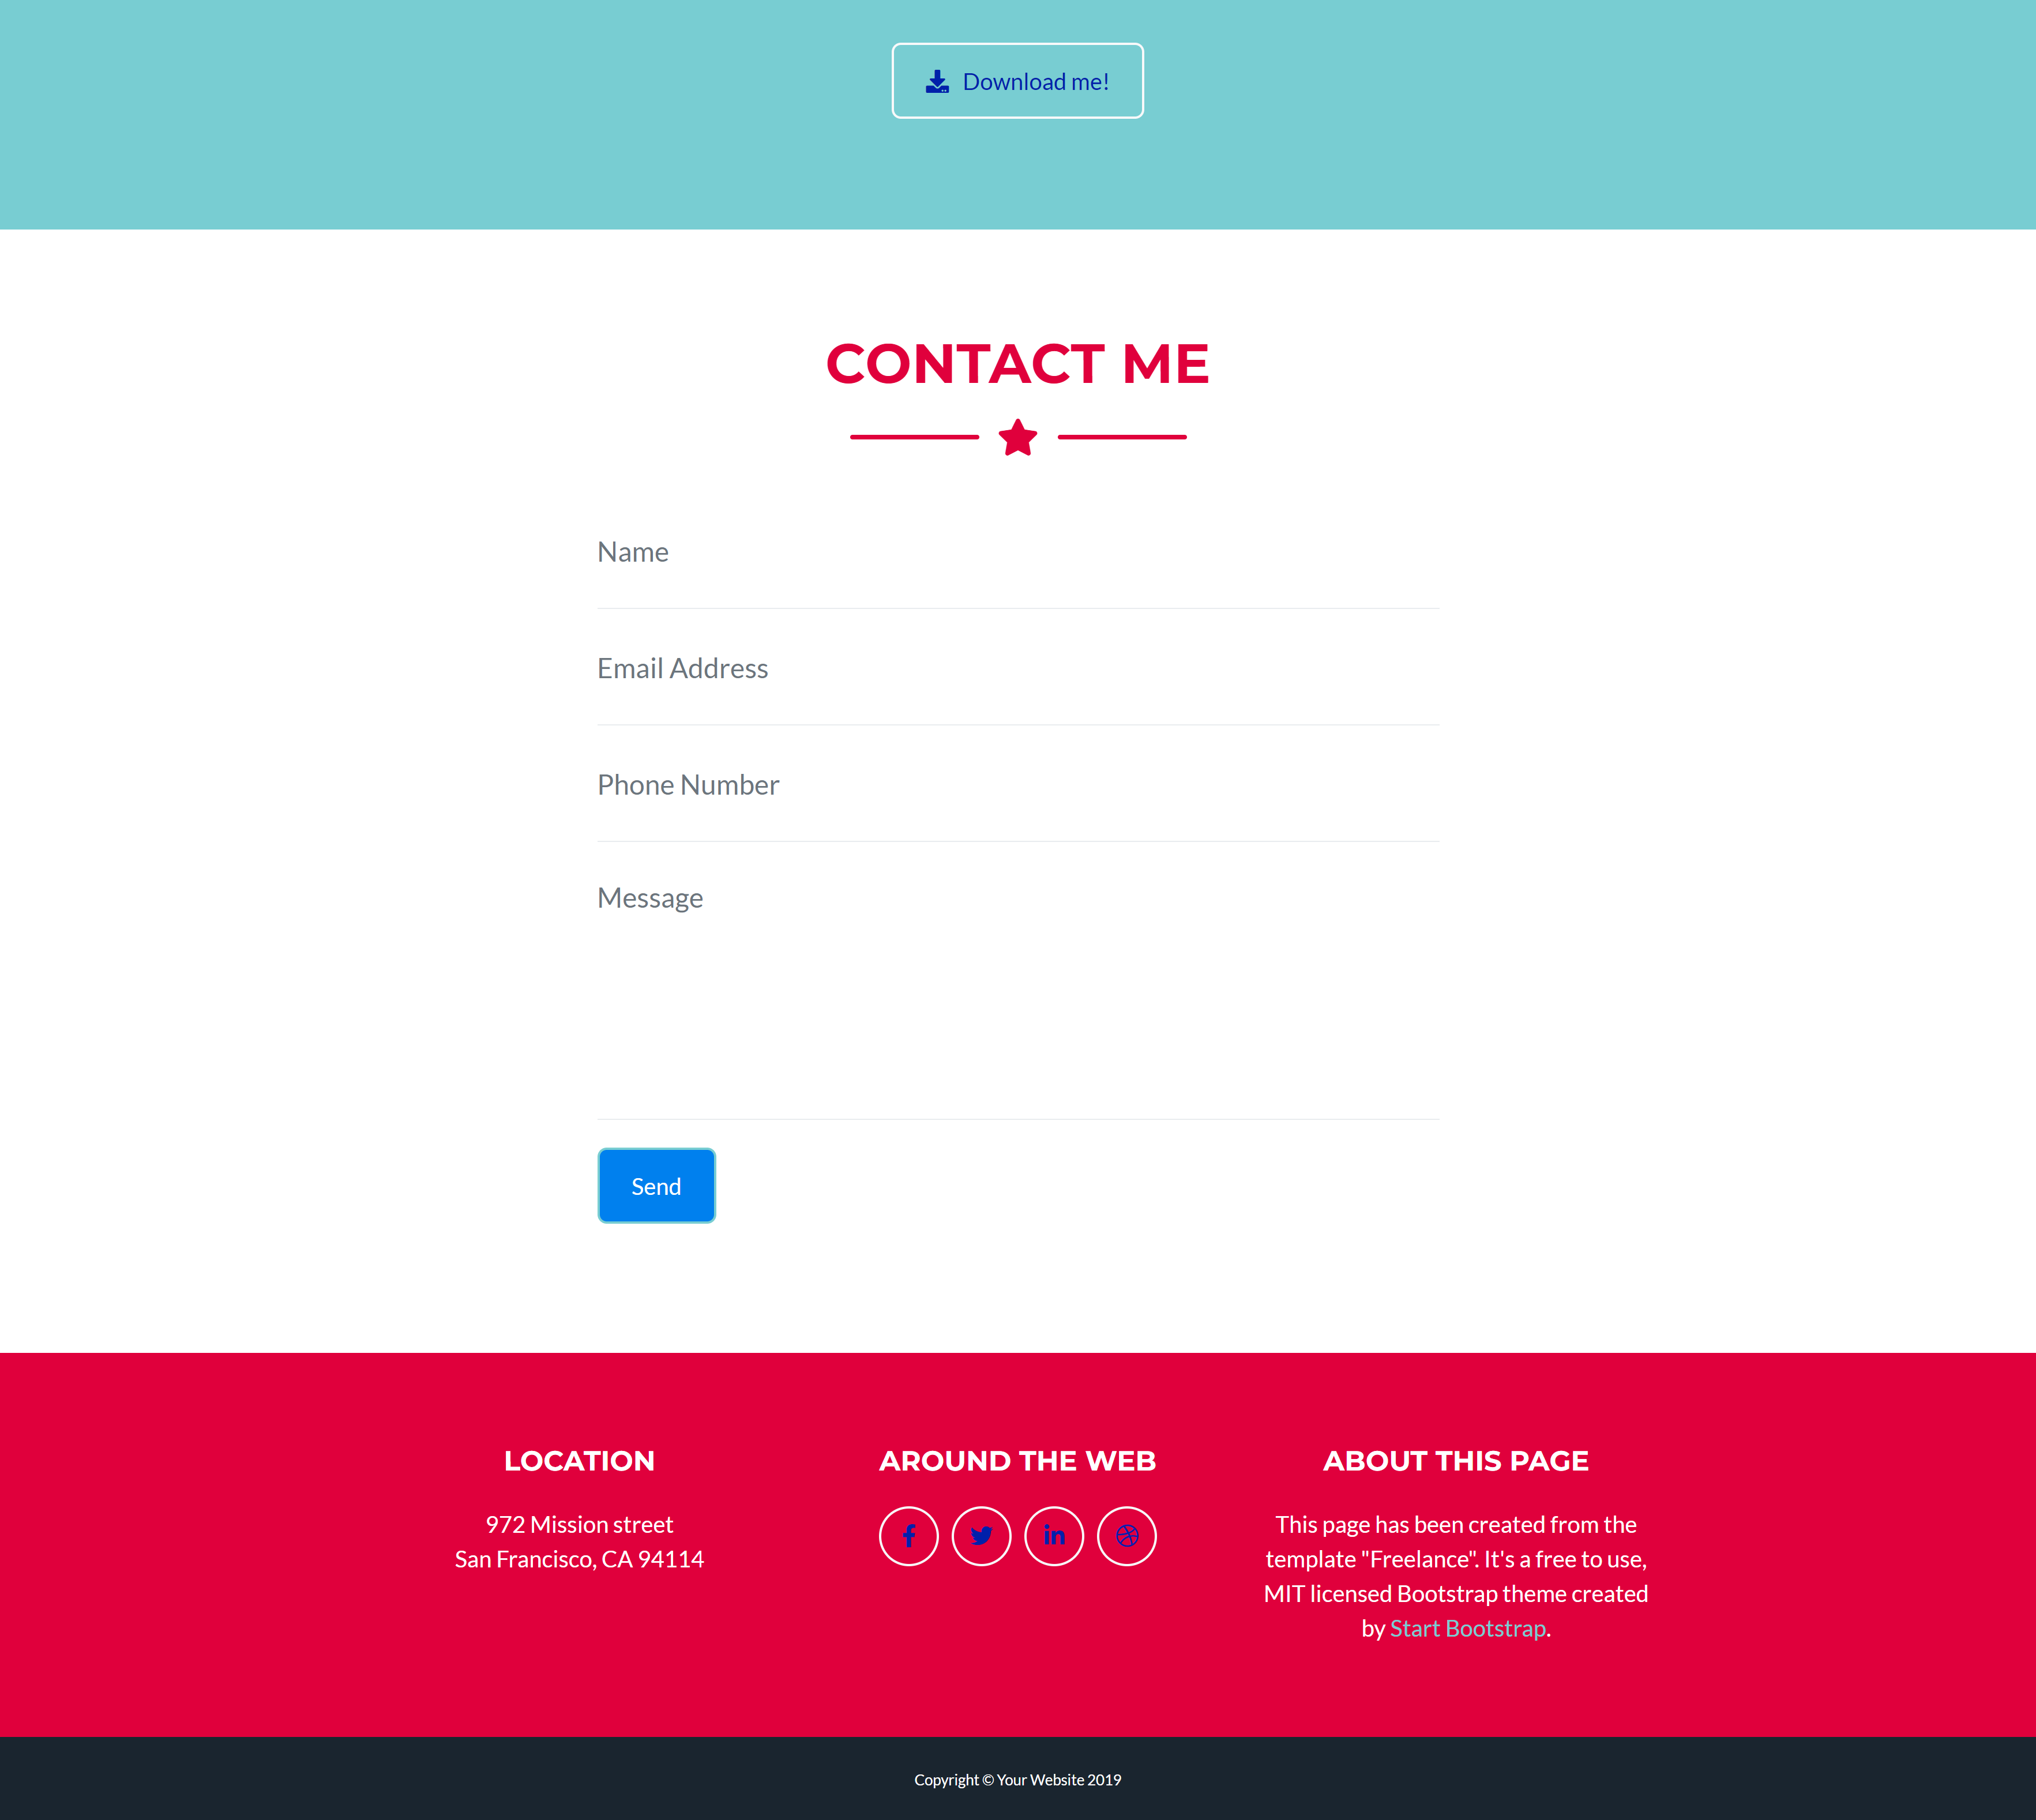 Download me!
CONTACT ME
Name
Email Address
Phone Number
Message
Send
LOCATION
972 Mission street
San Francisco, CA 94114
AROUND THE WEB
ABOUT THIS PAGE
This page has been created from the
template "Freelance". It's a free to use,
MIT licensed Bootstrap theme created
by Start Bootstrap.
Copyright © Your Website 2019